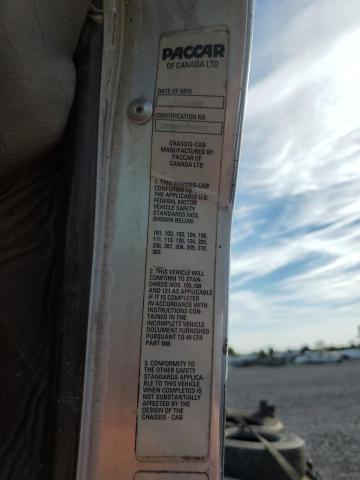 PACCAR
OF CANADA LTD
DATE OF MFG
IDENTIFICATION NO.
CHASSIS-CAB
MANUFACTURED BY
PACCAR OF
CANADA LTD
1. THIS CHASSIS-CAB
CONFORMS TO
THE APPLICABLE U.S.
FEDERAL MOTOR
VEHICLE SAFETY
STANDARDS NOS.
SHOWN BELOW.
101, 102, 103, 104, 106,
111, 113, 120, 124, 205,
206, 207, 208, 209, 210,
302.
2. THIS VEHICLE WILL
CONFORM TO STAN-
DARDS NOS. 105, 108
AND 121 AS APPLICABLE
IF IT IS COMPLETED
IN ACCORDANCE WITH
INSTRUCTIONS CON-
TAINED IN THE
INCOMPLETE VEHICLE
DOCUMENT FURNISHED
PURSUANT TO 49 CFR
PART 568.
3. CONFORMITY TO
THE OTHER SAFETY
STANDARDS APPLICA-
BLE TO THIS VEHICLE
WHEN COMPLETED IS
NOT SUBSTANTIALLY
AFFECTED BY THE
DESIGN OF THE
CHASSIS - CAB